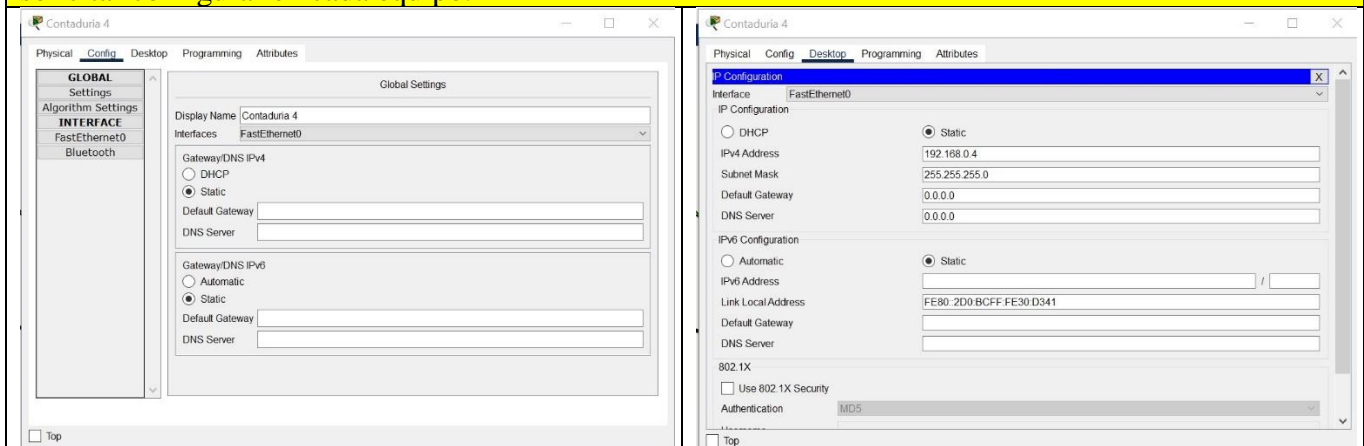 Contaduria 4
Physical Config Desktop Programming Attributes
GLOBAL
Settings
Algorithm Settings
INTERFACE
FastEthernet0
Bluetooth
Global Settings
Display Name Contaduria 4
Interfaces FastEthernet0
Gateway/DNS IPv4
DHCP
Static
Default Gateway
DNS Server
Gateway/DNS IPv6
Automatic
Static
Default Gateway
DNS Server
Top
Contaduria 4
Physical Config Desktop Programming Attributes
IP Configuration X
Interface FastEthernet0
IP Configuration
DHCP Static
IPv4 Address 192.168.0.4
Subnet Mask 255.255.255.0
Default Gateway 0.0.0.0
DNS Server 0.0.0.0
IPv6 Configuration
Automatic Static
IPv6 Address /
Link Local Address FE80::2D0:BCFF:FE30:D341
Default Gateway
DNS Server
802.1X
Use 802.1X Security
Authentication MD5
Top